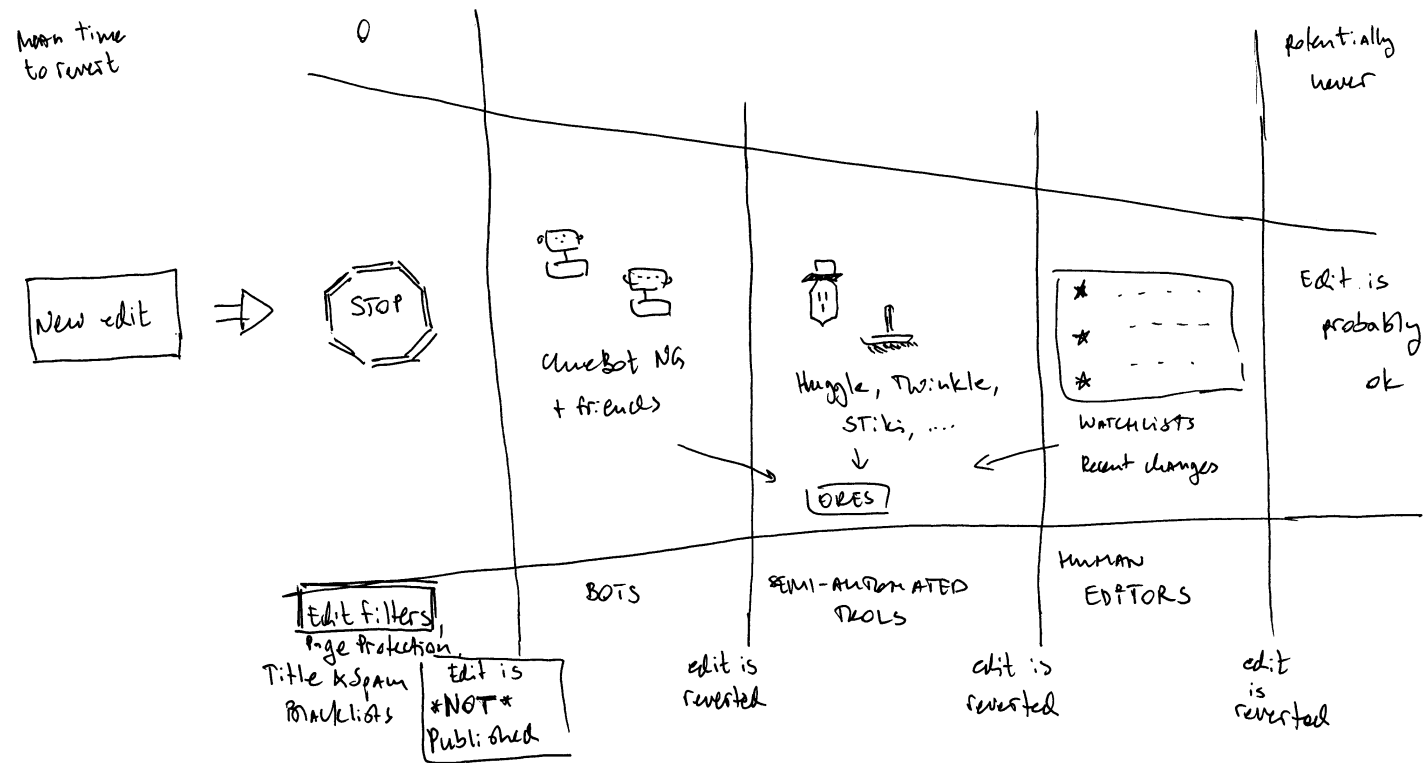 Mean time
to revert
0
potentially
never
New edit
STOP
ClueBot NG
+ friends
Huggle, Twinkle,
STiki, ....
ORES
WATCHLISTS
Recent changes
Edit is
probably
ok
Edit filters,
Page Protection,
Title & Spam
Blacklists
Edit is
*NOT*
Published
BOTS
SEMI-AUTOMATED
TOOLS
HUMAN
EDITORS
edit is
reverted
edit is
reverted
edit
is
reverted